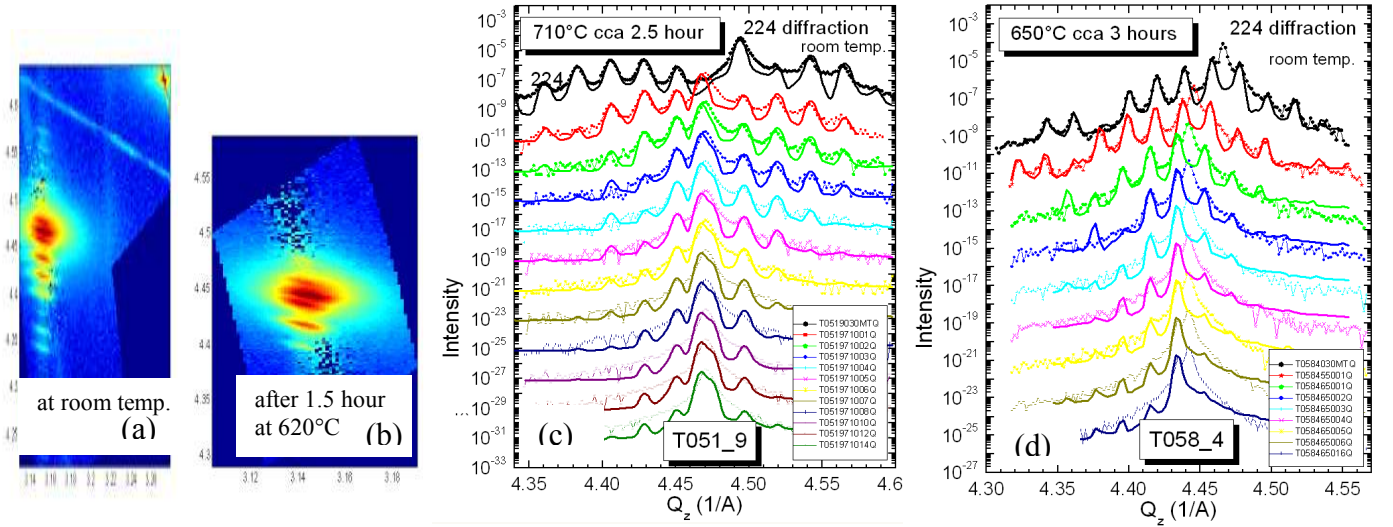 at room temp.
(a)
4.55
4.5
4.45
4.4
4.35
4.3
3.12
3.14
3.16
3.18
after 1.5 hour
at 620°C
(b)
Intensity
10⁻³
10⁻⁵
10⁻⁷
10⁻⁹
10⁻¹¹
10⁻¹³
10⁻¹⁵
10⁻¹⁷
10⁻¹⁹
10⁻²¹
10⁻²³
10⁻²⁵
10⁻²⁷
10⁻²⁹
10⁻³¹
10⁻³³
...
710°C cca 2.5 hour
224 diffraction
room temp.
224
T0519030MTQ
T051971001Q
T051971002Q
T051971003Q
T051971004Q
T051971005Q
T051971006Q
T051971007Q
T051971008Q
T051971010Q
T051971012Q
T051971014Q
(c)
T051_9
4.35
4.40
4.45
4.50
4.55
4.60
Q_z (1/A)
Intensity
10⁻²
10⁻³
10⁻⁵
10⁻⁷
10⁻⁹
10⁻¹¹
10⁻¹³
10⁻¹⁵
10⁻¹⁷
10⁻¹⁹
10⁻²¹
10⁻²³
10⁻²⁵
10⁻²⁷
650°C cca 3 hours
224 diffraction
room temp.
T0584030MTQ
T058455001Q
T058465001Q
T058465002Q
T058465003Q
T058465004Q
T058465005Q
T058465006Q
T058465016Q
(d)
T058_4
4.30
4.35
4.40
4.45
4.50
4.55
Q_z (1/A)